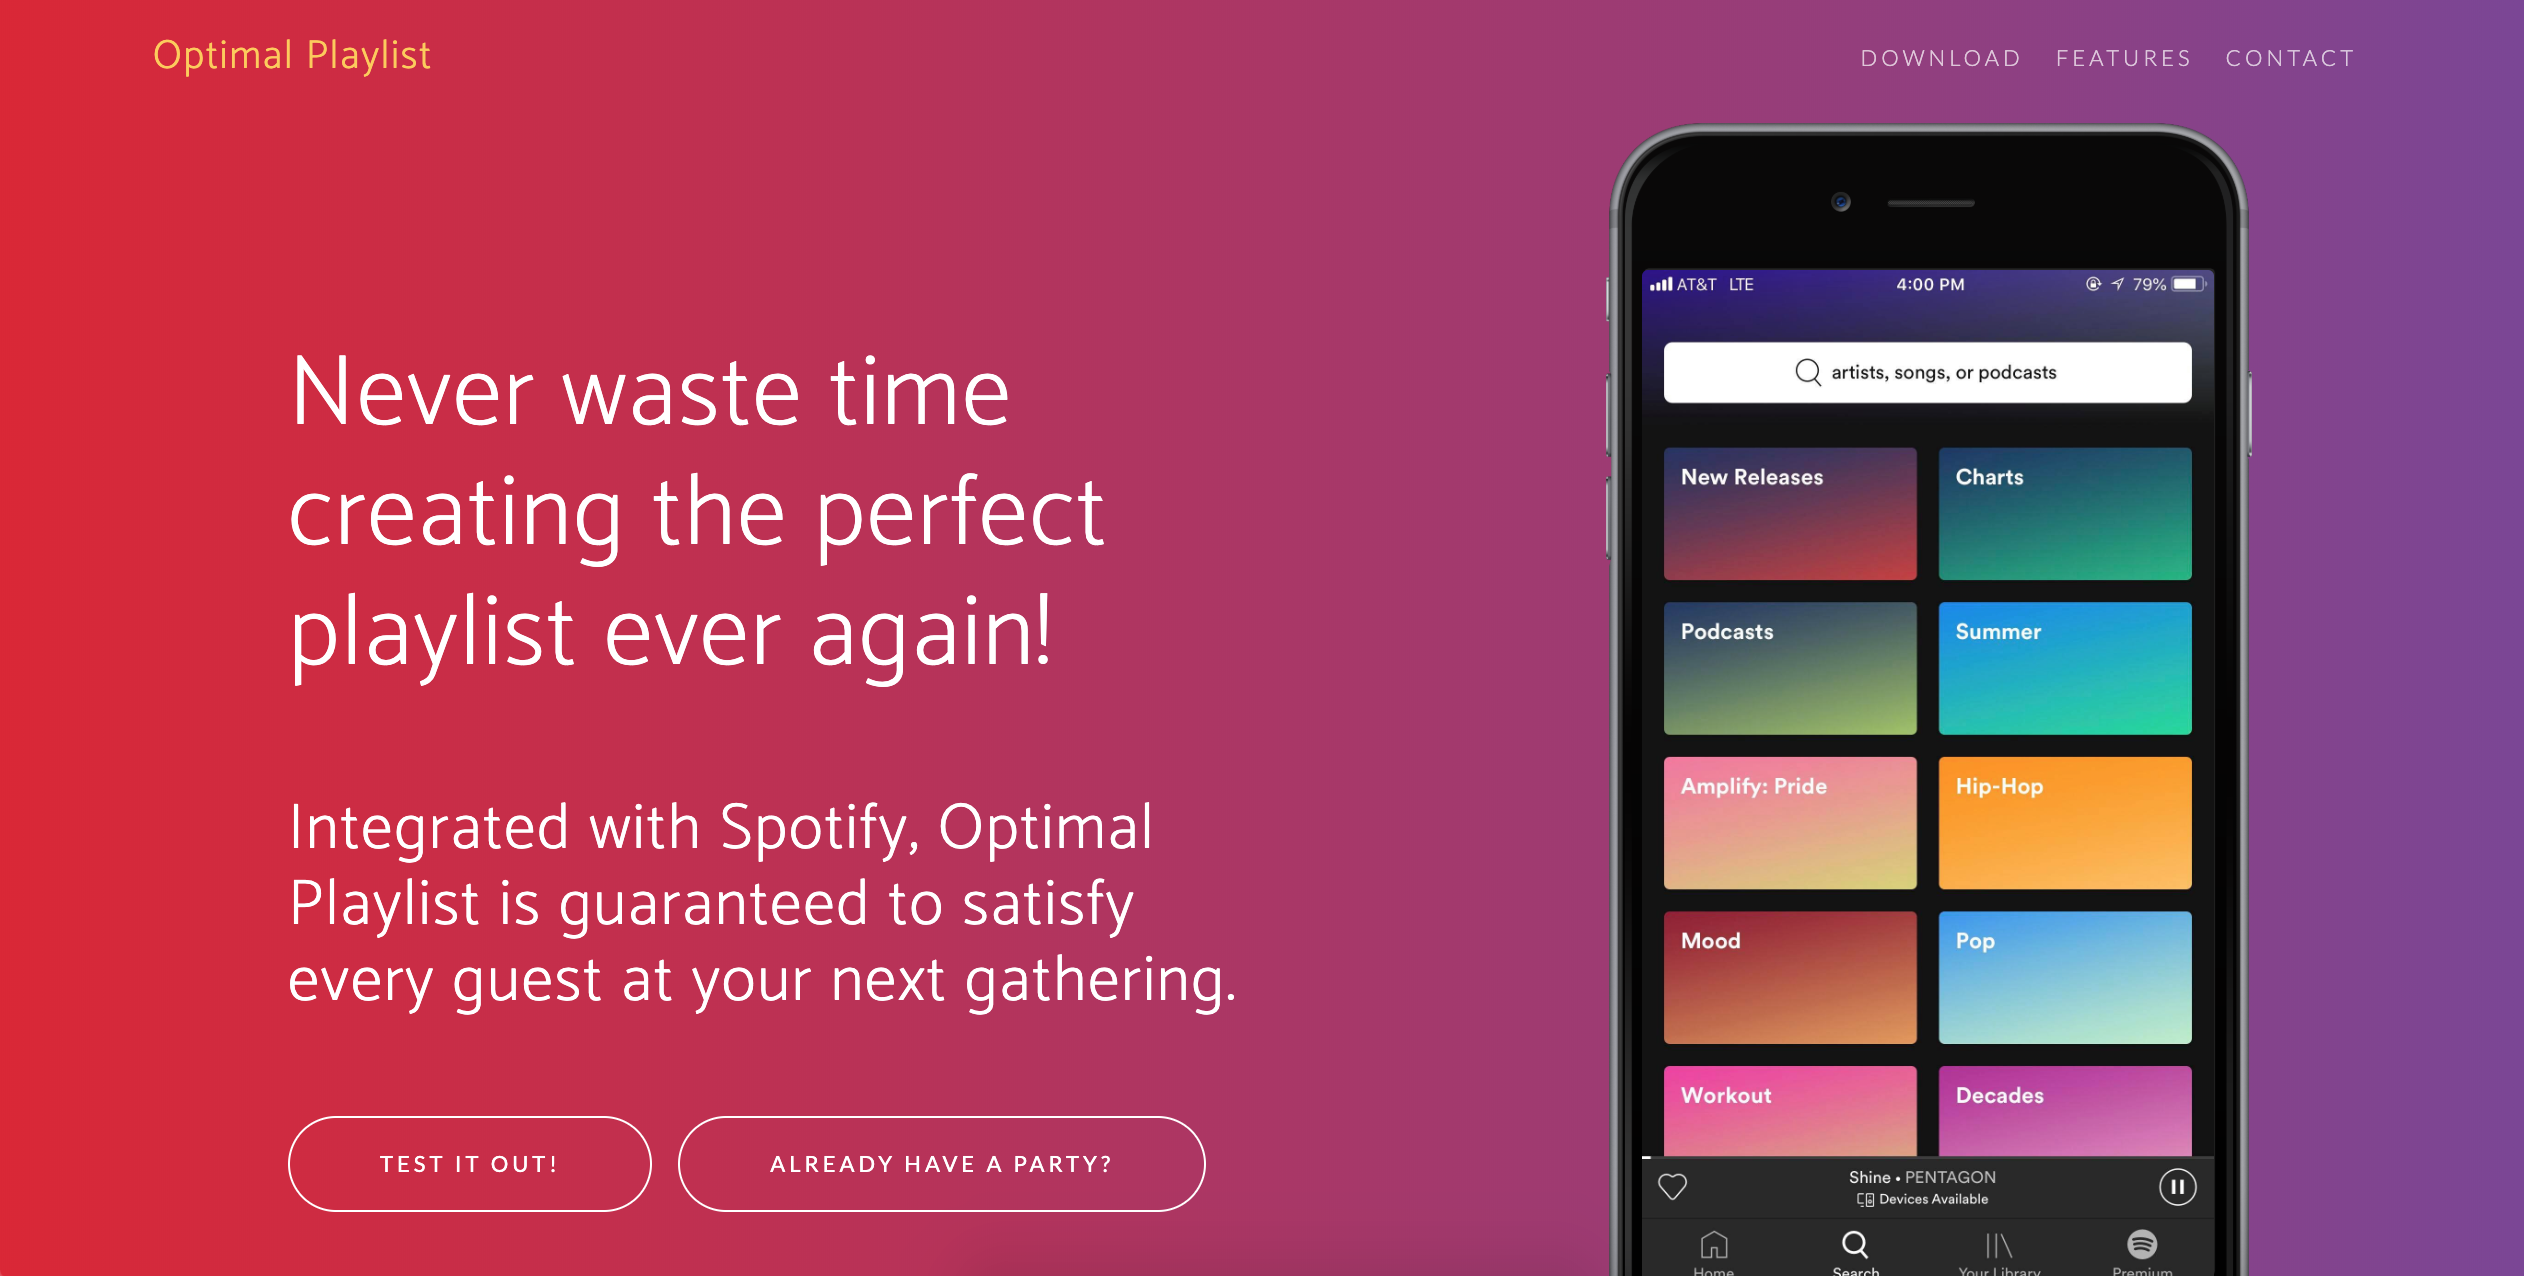 Optimal Playlist
DOWNLOAD FEATURES CONTACT
Never waste time
creating the perfect
playlist ever again!
Integrated with Spotify, Optimal
Playlist is guaranteed to satisfy
every guest at your next gathering.
TEST IT OUT! ALREADY HAVE A PARTY?
AT&T LTE 4:00 PM 79%
artists, songs, or podcasts
New Releases Charts
Podcasts Summer
Amplify: Pride Hip-Hop
Mood Pop
Workout Decades
Shine • PENTAGON
Devices Available
Home Search Your Library Premium